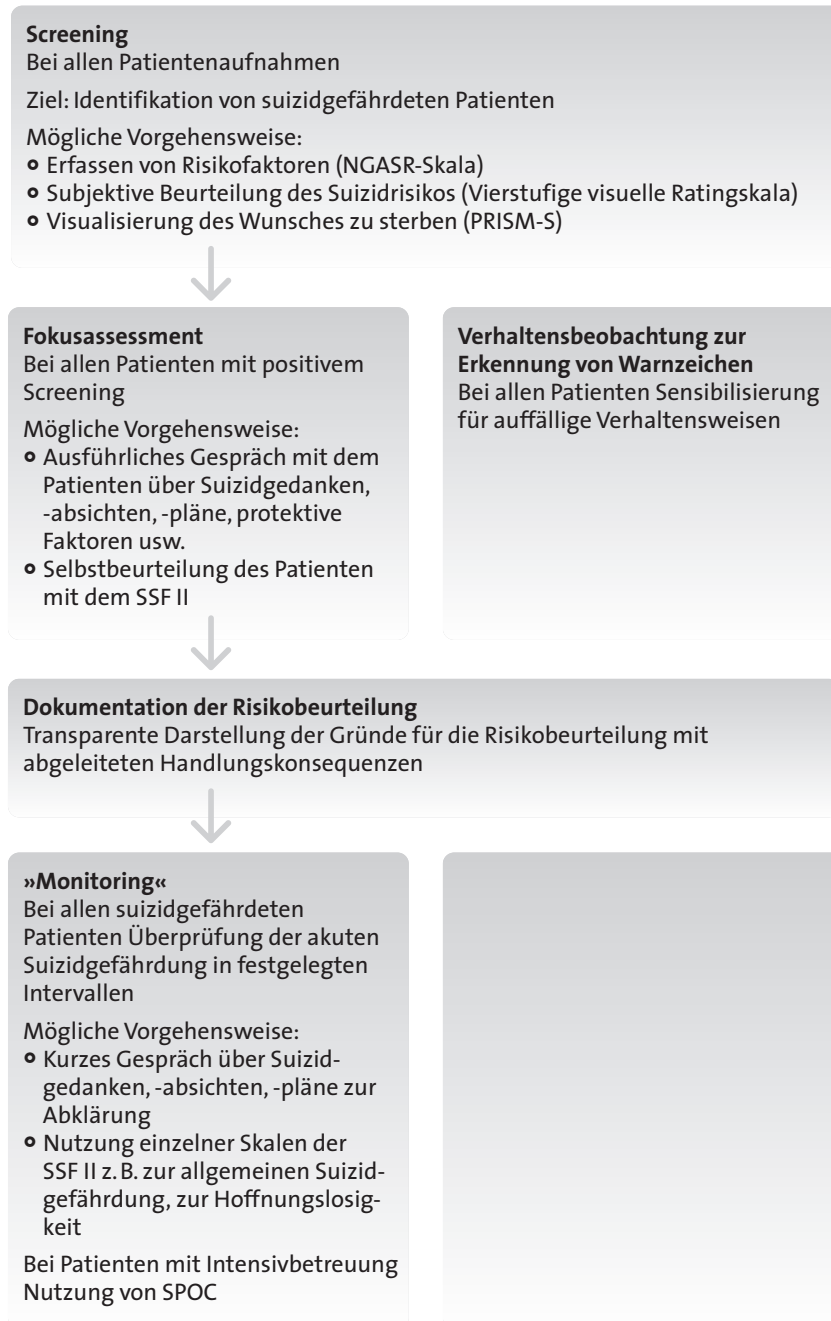 Screening
Bei allen Patientenaufnahmen
Ziel: Identifikation von suizidgefährdeten Patienten
Mögliche Vorgehensweise:
Erfassen von Risikofaktoren (NGASR-Skala)
Subjektive Beurteilung des Suizidrisikos (Vierstufige visuelle Ratingskala)
Visualisierung des Wunsches zu sterben (PRISM-S)
Fokusassessment
Bei allen Patienten mit positivem
Screening
Mögliche Vorgehensweise:
Ausführliches Gespräch mit dem
Patienten über Suizidgedanken,
-absichten, -pläne, protektive
Faktoren usw.
Selbstbeurteilung des Patienten
mit dem SSF II
Verhaltensbeobachtung zur
Erkennung von Warnzeichen
Bei allen Patienten Sensibilisierung
für auffällige Verhaltensweisen
Dokumentation der Risikobeurteilung
Transparente Darstellung der Gründe für die Risikobeurteilung mit
abgeleiteten Handlungskonsequenzen
»Monitoring«
Bei allen suizidgefährdeten
Patienten Überprüfung der akuten
Suizidgefährdung in festgelegten
Intervallen
Mögliche Vorgehensweise:
Kurzes Gespräch über Suizid-
gedanken, -absichten, -pläne zur
Abklärung
Nutzung einzelner Skalen der
SSF II z. B. zur allgemeinen Suizid-
gefährdung, zur Hoffnungslosig-
keit
Bei Patienten mit Intensivbetreuung
Nutzung von SPOC